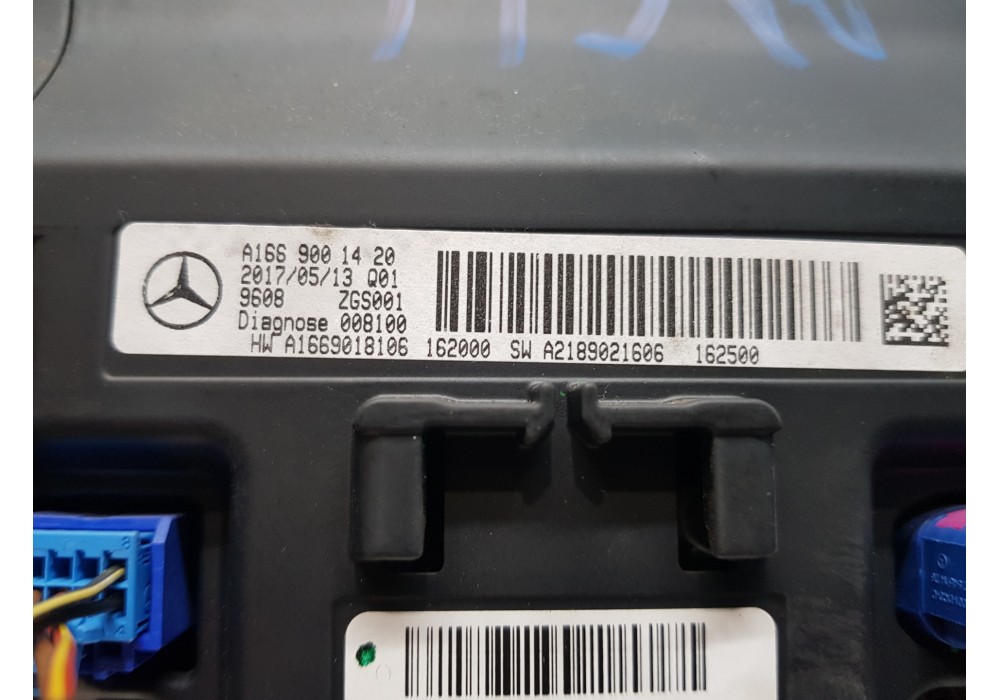 A166 900 14 20
2017/05/13 Q01
9608 ZGS001
Diagnose 008100
HW A1669018106 162000 SW A2189021606 162500